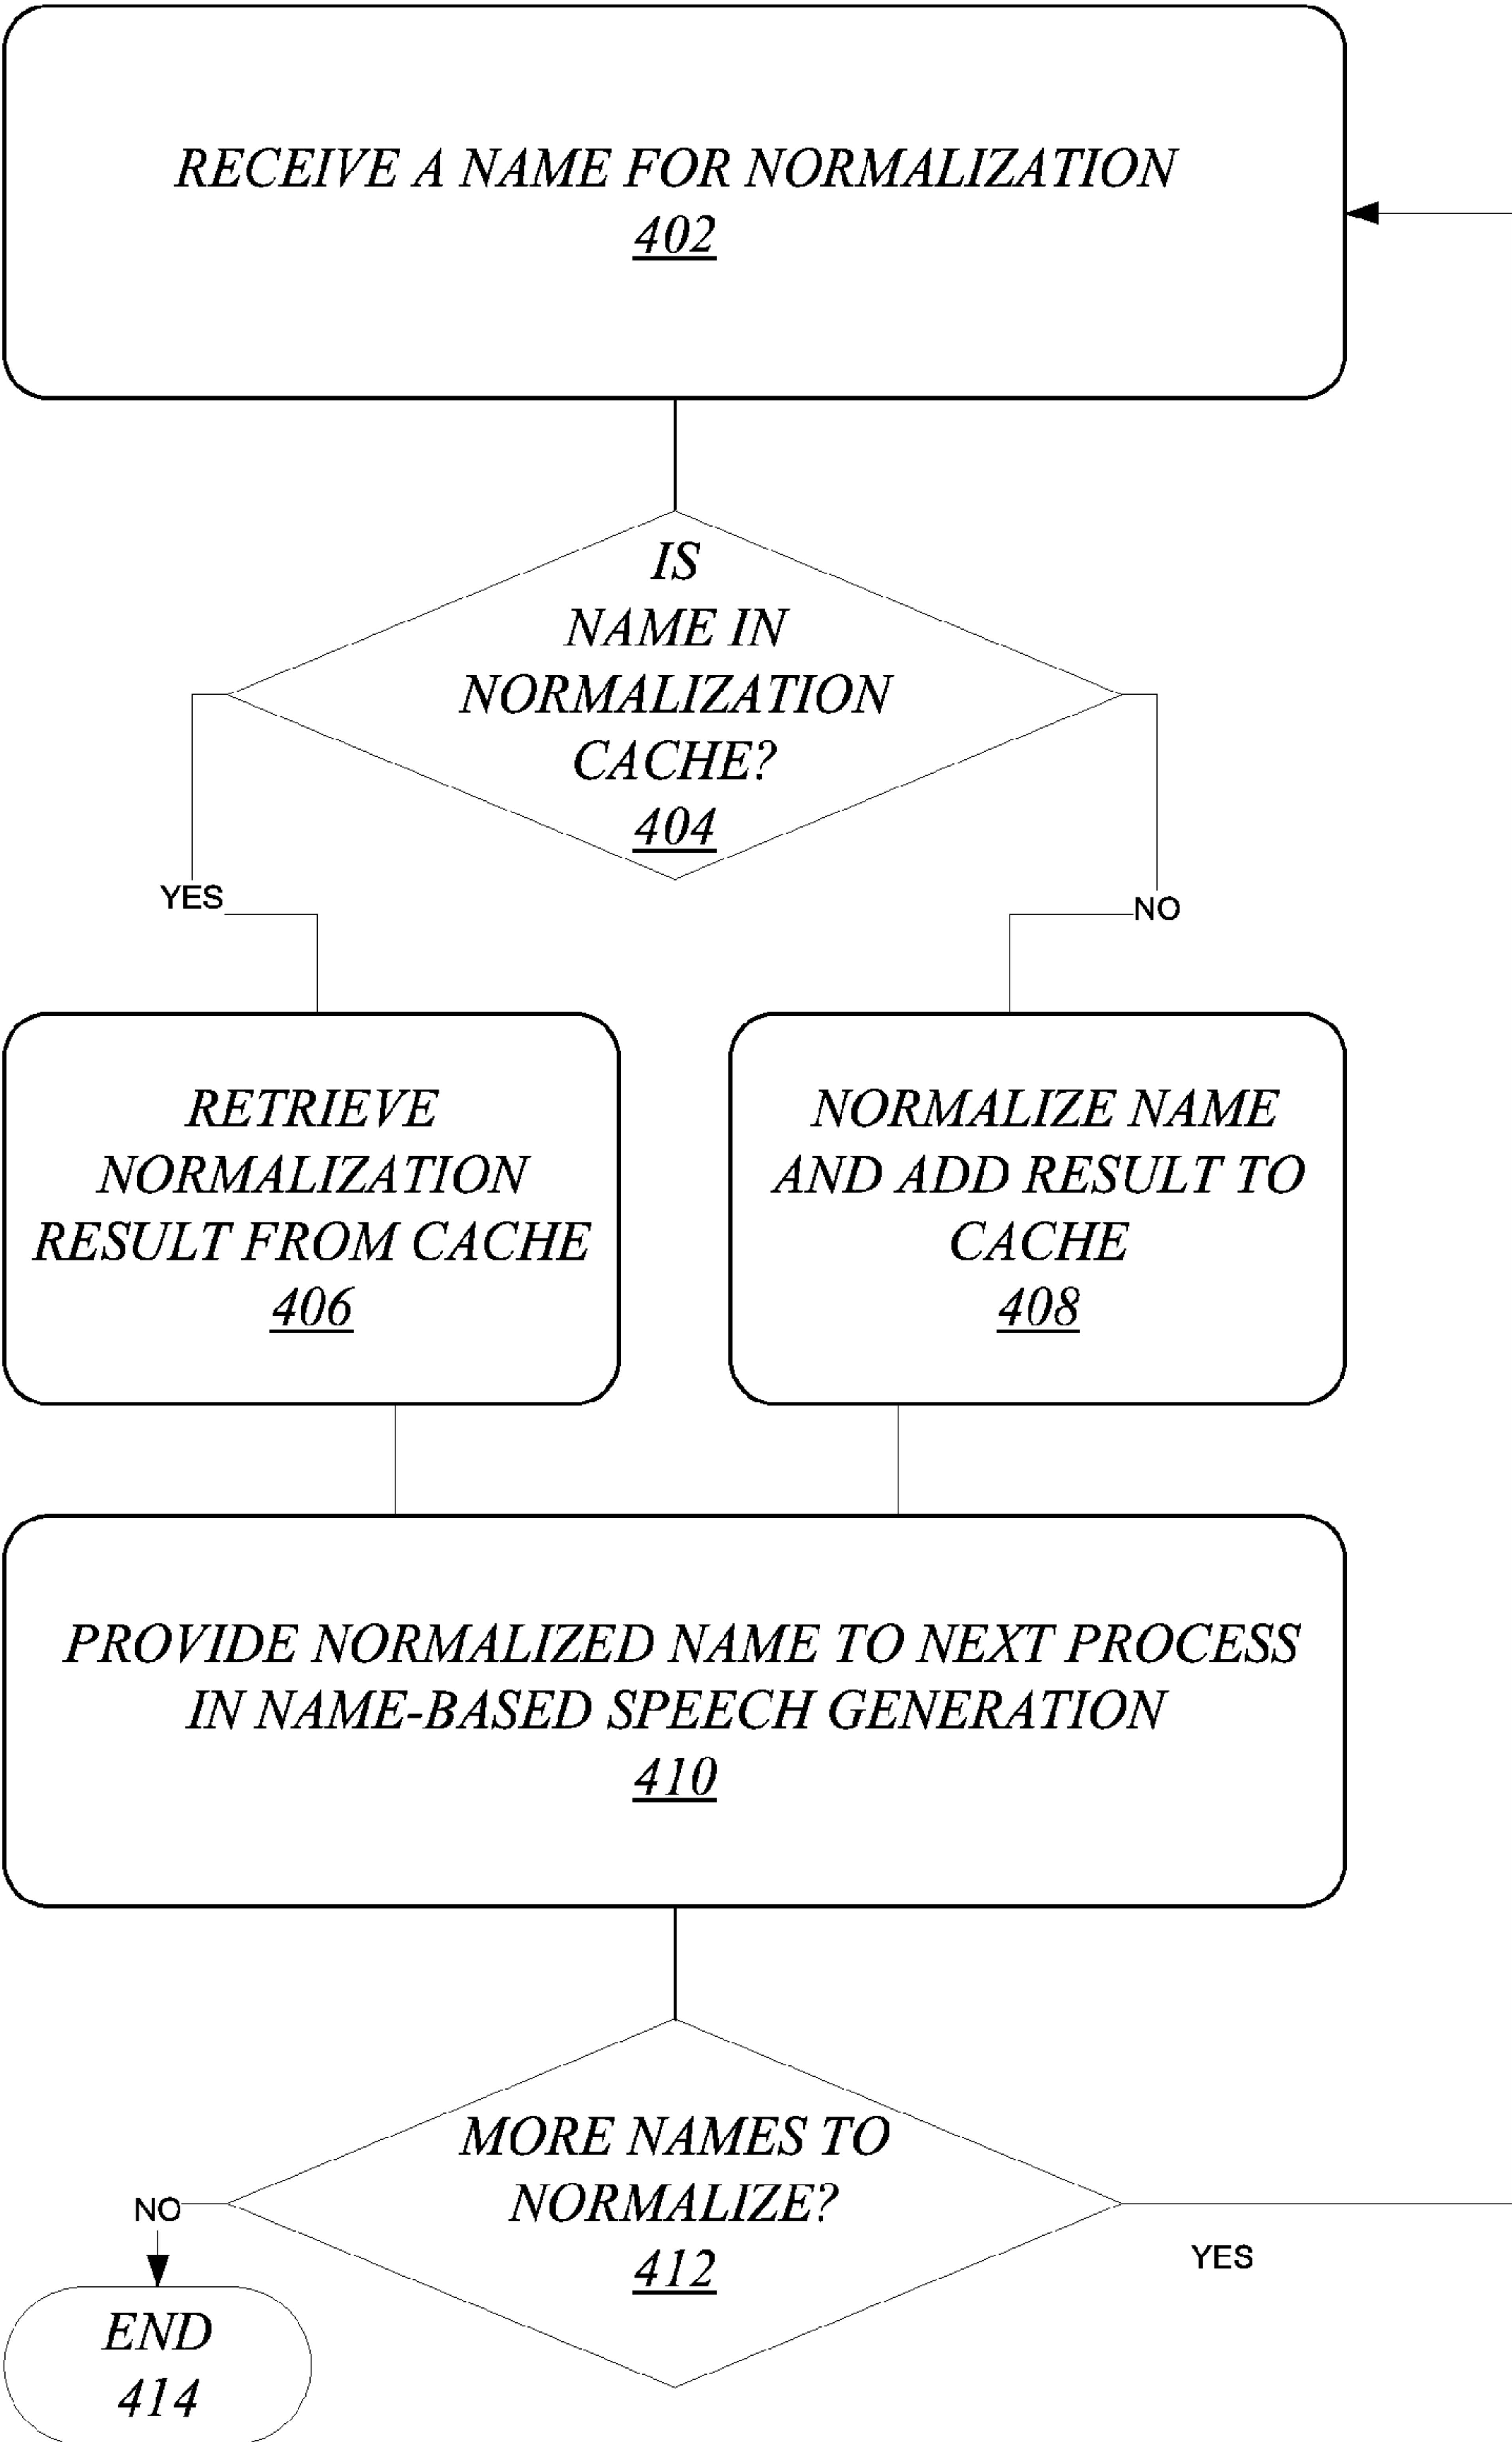 RECEIVE A NAME FOR NORMALIZATION
402
IS
NAME IN
NORMALIZATION
CACHE?
404
YES
NO
RETRIEVE
NORMALIZATION
RESULT FROM CACHE
406
NORMALIZE NAME
AND ADD RESULT TO
CACHE
408
PROVIDE NORMALIZED NAME TO NEXT PROCESS
IN NAME-BASED SPEECH GENERATION
410
MORE NAMES TO
NORMALIZE?
412
NO
YES
END
414